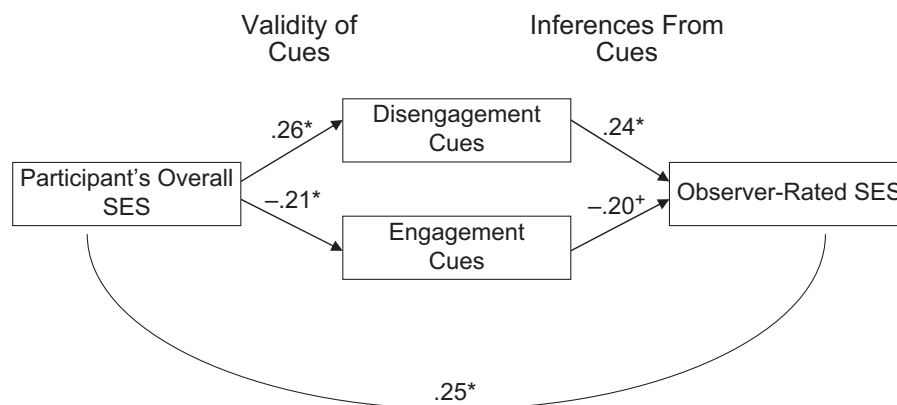 Validity of
Cues
Inferences From
Cues
Disengagement
Cues
.26*
.24*
Participant's Overall
SES
Observer-Rated SES
–.21*
–.20+
Engagement
Cues
.25*